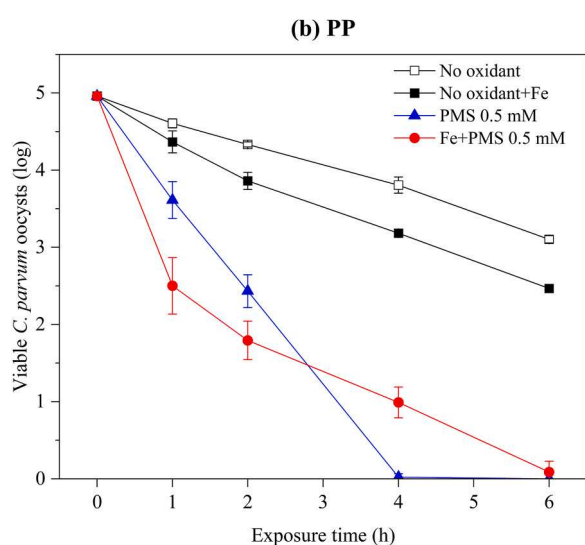 (b) PP
No oxidant
No oxidant+Fe
PMS 0.5 mM
Fe+PMS 0.5 mM
Viable C. parvum oocysts (log)
5
4
3
2
1
0
0 1 2 3 4 5 6
Exposure time (h)